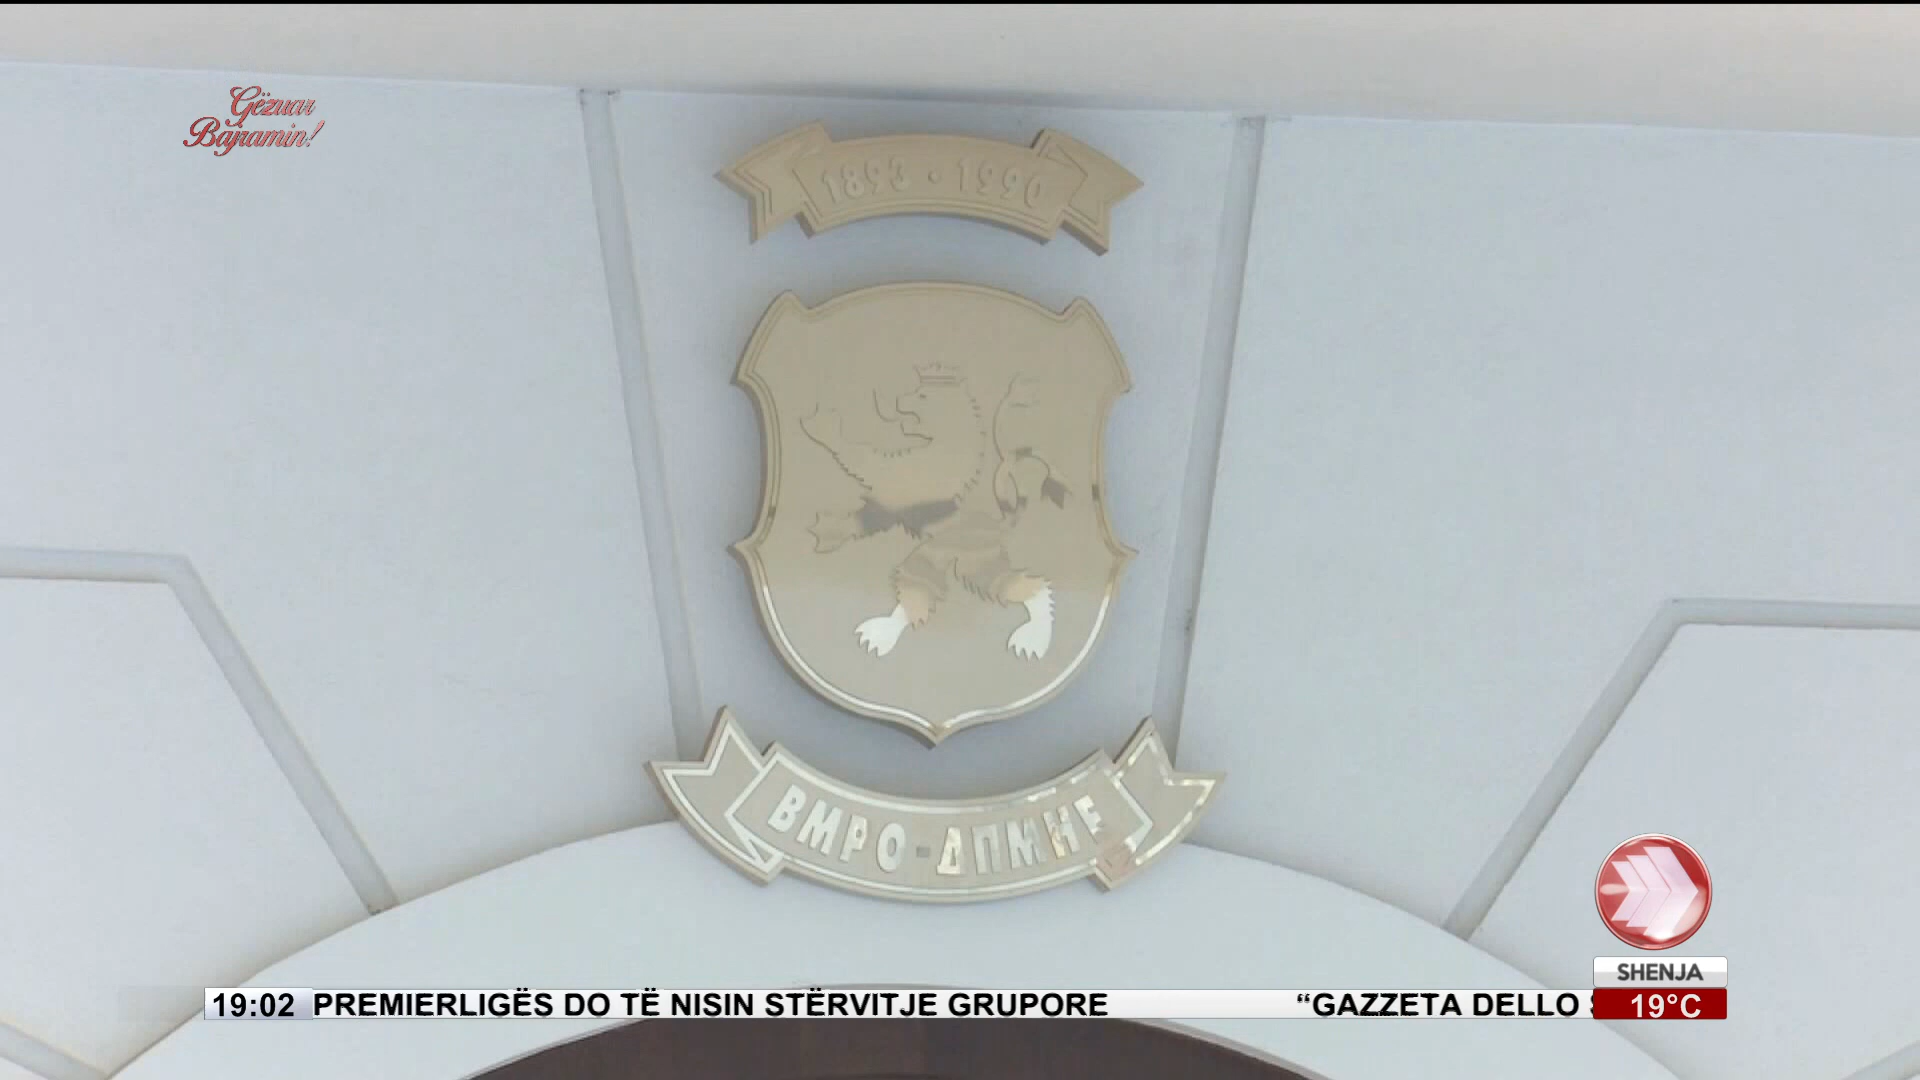 Gëzuar
Bajramin!
1893 • 1990
ВМРО-ДПМНЕ
SHENJA
19:02 PREMIERLIGËS DO TË NISIN STËRVITJE GRUPORE “GAZZETA DELLO
19°C